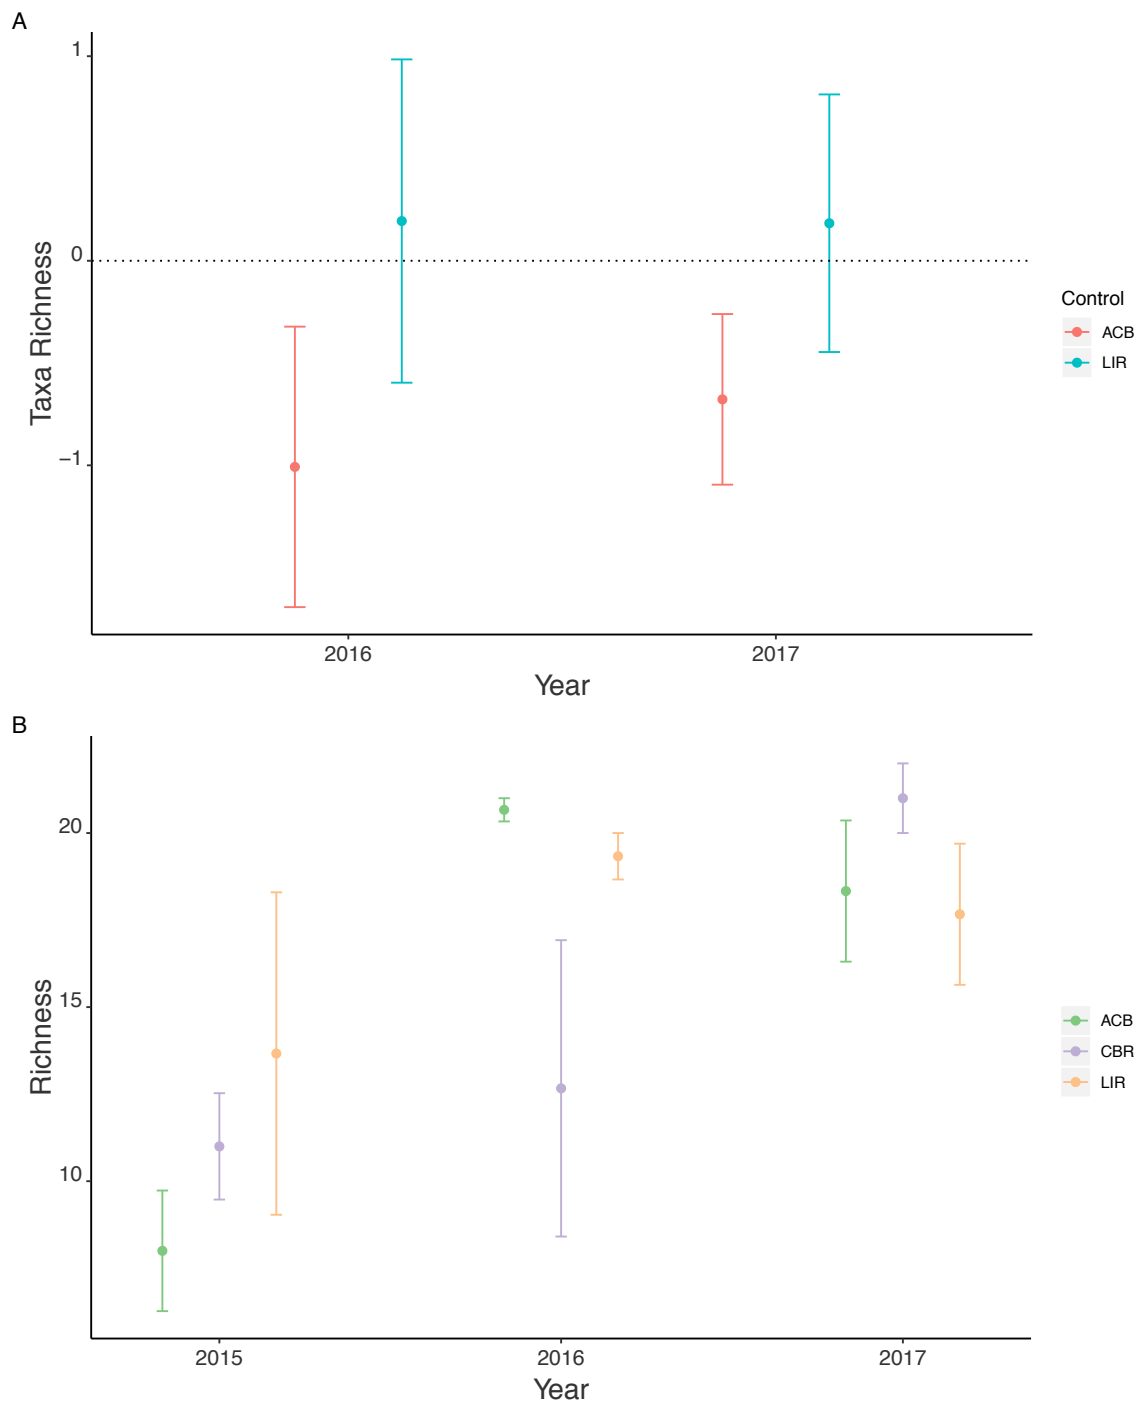 A
1
0
−1
Taxa Richness
2016
2017
Year
Control
ACB
LIR
B
20
15
10
Richness
2015
2016
2017
Year
ACB
CBR
LIR